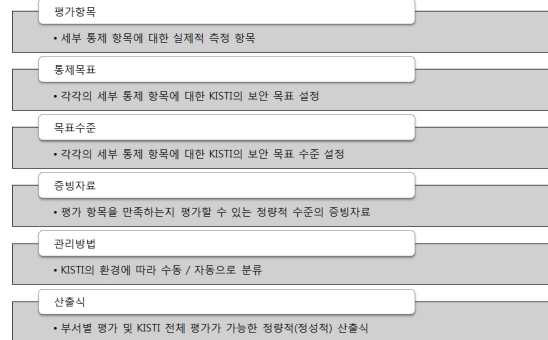 평가항목
• 세부 통제 항목에 대한 실제적 측정 항목
통제목표
• 각각의 세부 통제 항목에 대한 KISTI의 보안 목표 설정
목표수준
• 각각의 세부 통제 항목에 대한 KISTI의 보안 목표 수준 설정
증빙자료
• 평가 항목을 만족하는지 평가할 수 있는 정량적 수준의 증빙자료
관리방법
• KISTI의 환경에 따라 수동 / 자동으로 분류
산출식
• 부서별 평가 및 KISTI 전체 평가가 가능한 정량적(정성적) 산출식